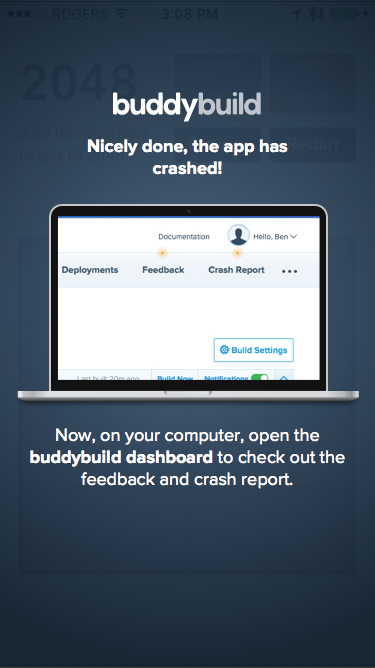 ROGERS 3:08 PM
2048
Restart
buddybuild
Nicely done, the app has
crashed!
Documentation Hello, Ben
Deployments Feedback Crash Report
Build Settings
Last built 20m ago Build Now Notifications
Now, on your computer, open the
buddybuild dashboard to check out the
feedback and crash report.